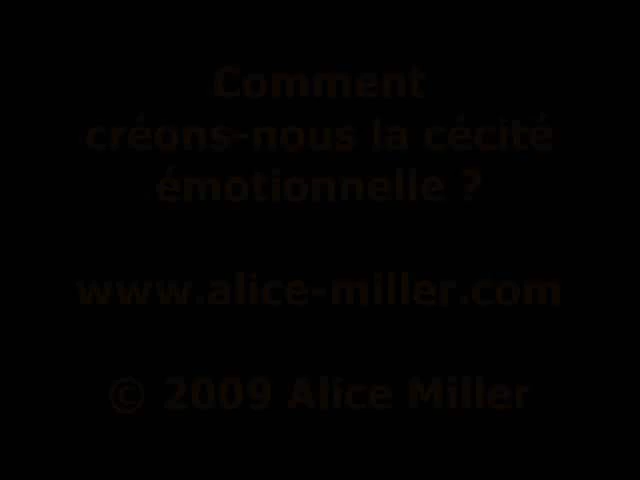 Comment
créons-nous la cécité
émotionnelle ?
www.alice-miller.com
© 2009 Alice Miller